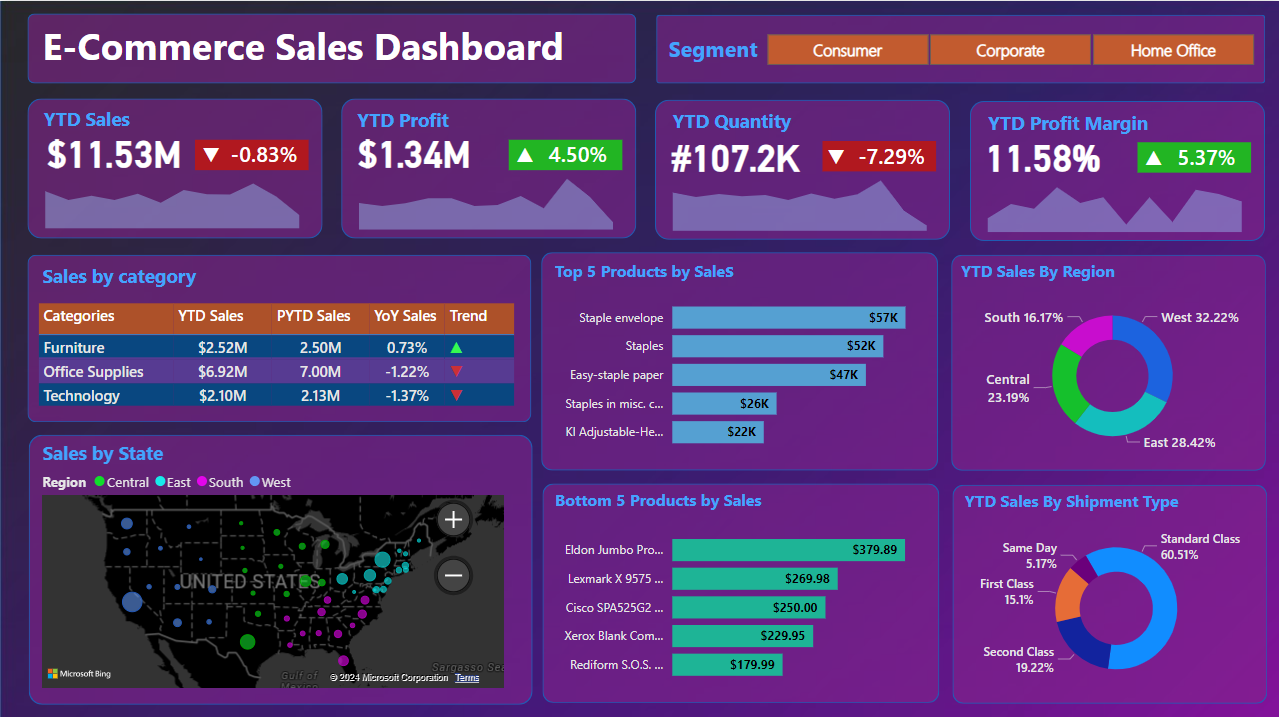 E-Commerce Sales Dashboard
Segment
Consumer
Corporate
Home Office
YTD Sales
$11.53M
▼ -0.83%
YTD Profit
$1.34M
▲ 4.50%
YTD Quantity
#107.2K
▼ -7.29%
YTD Profit Margin
11.58%
▲ 5.37%
Sales by category
Categories YTD Sales PYTD Sales YoY Sales Trend
Furniture $2.52M 2.50M 0.73% ▲
Office Supplies $6.92M 7.00M -1.22% ▼
Technology $2.10M 2.13M -1.37% ▼
Top 5 Products by SaleS
Staple envelope $57K
Staples $52K
Easy-staple paper $47K
Staples in misc. c... $26K
KI Adjustable-He... $22K
YTD Sales By Region
South 16.17%
West 32.22%
Central
23.19%
East 28.42%
Sales by State
Region Central East South West
+
−
UNITED STATES
Gulf of
Mexico
Sargasso Sea
Microsoft Bing
© 2024 Microsoft Corporation Terms
Bottom 5 Products by Sales
Eldon Jumbo Pro... $379.89
Lexmark X 9575 ... $269.98
Cisco SPA525G2 ... $250.00
Xerox Blank Com... $229.95
Rediform S.O.S. ... $179.99
YTD Sales By Shipment Type
Standard Class
60.51%
Same Day
5.17%
First Class
15.1%
Second Class
19.22%